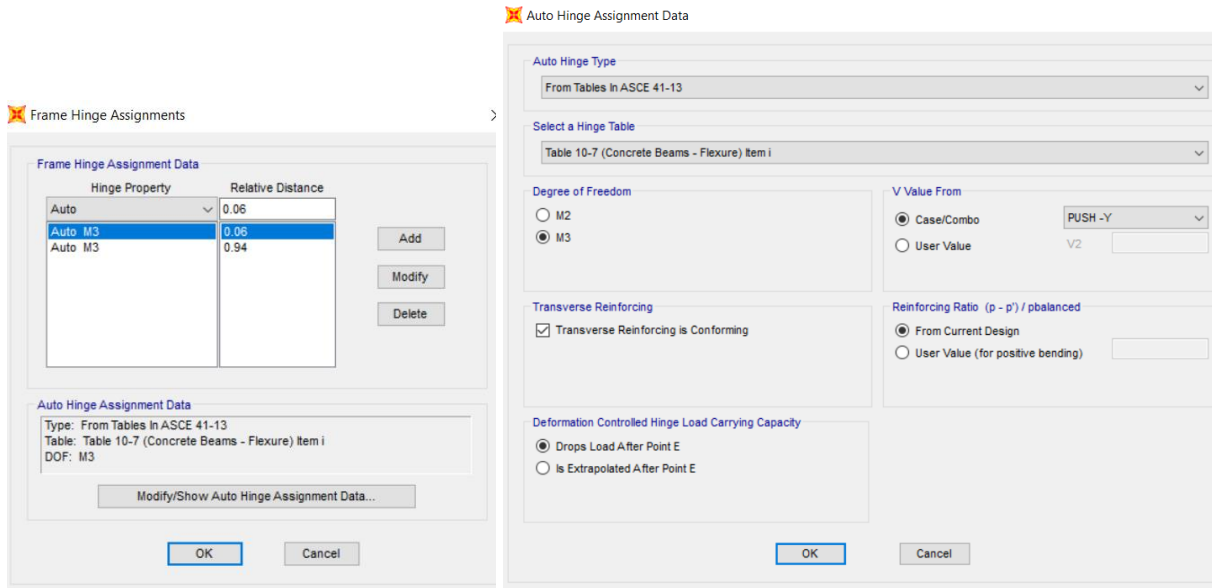 Frame Hinge Assignments
Frame Hinge Assignment Data
Hinge Property Relative Distance
Auto 0.06
Auto M3 0.06
Auto M3 0.94
Add
Modify
Delete
Auto Hinge Assignment Data
Type: From Tables In ASCE 41-13
Table: Table 10-7 (Concrete Beams - Flexure) Item i
DOF: M3
Modify/Show Auto Hinge Assignment Data...
OK Cancel
Auto Hinge Assignment Data
Auto Hinge Type
From Tables In ASCE 41-13
Select a Hinge Table
Table 10-7 (Concrete Beams - Flexure) Item i
Degree of Freedom
M2
M3
V Value From
Case/Combo PUSH -Y
User Value V2
Transverse Reinforcing
Transverse Reinforcing is Conforming
Reinforcing Ratio (p - p') / pbalanced
From Current Design
User Value (for positive bending)
Deformation Controlled Hinge Load Carrying Capacity
Drops Load After Point E
Is Extrapolated After Point E
OK Cancel